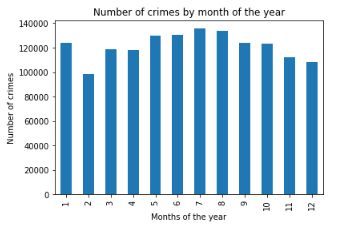 Number of crimes by month of the year
140000
120000
100000
80000
60000
40000
20000
0
Number of crimes
1 2 3 4 5 6 7 8 9 10 11 12
Months of the year